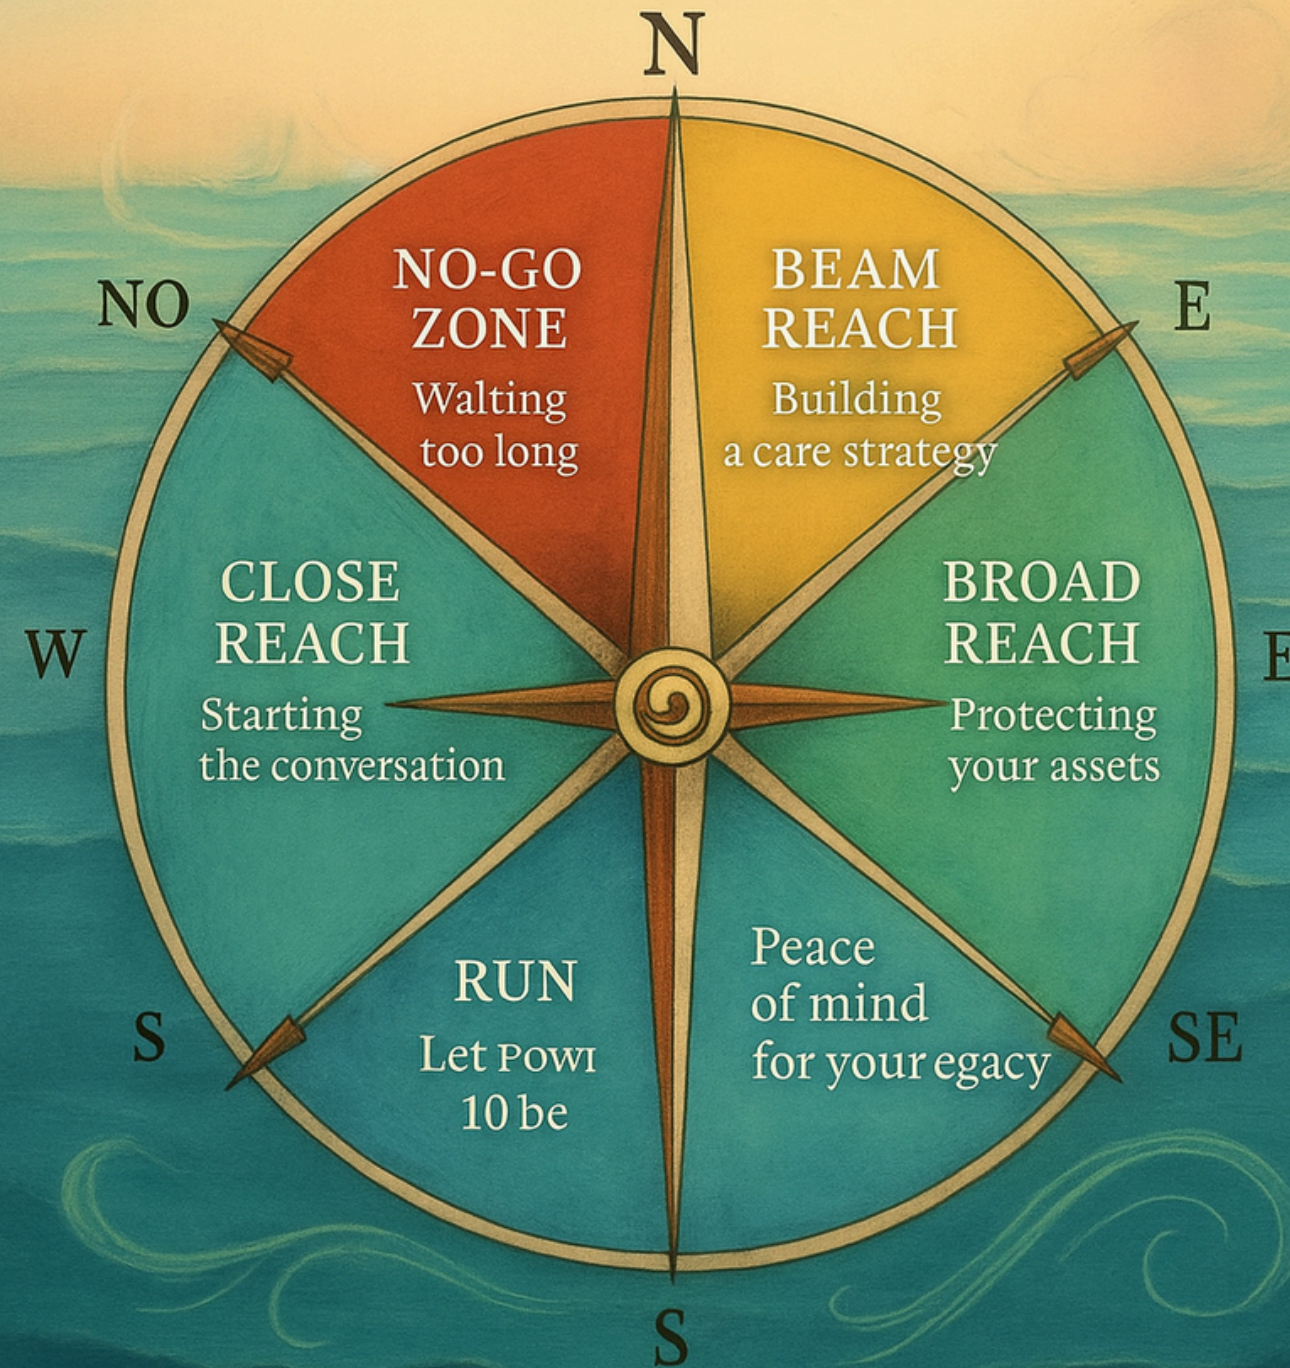 N
NO
E
NO-GO
ZONE
Walting
too long
BEAM
REACH
Building
a care strategy
W
E
CLOSE
REACH
Starting
the conversation
BROAD
REACH
Protecting
your assets
S
SE
RUN
Let POWI
10 be
Peace
of mind
for your egacy
S